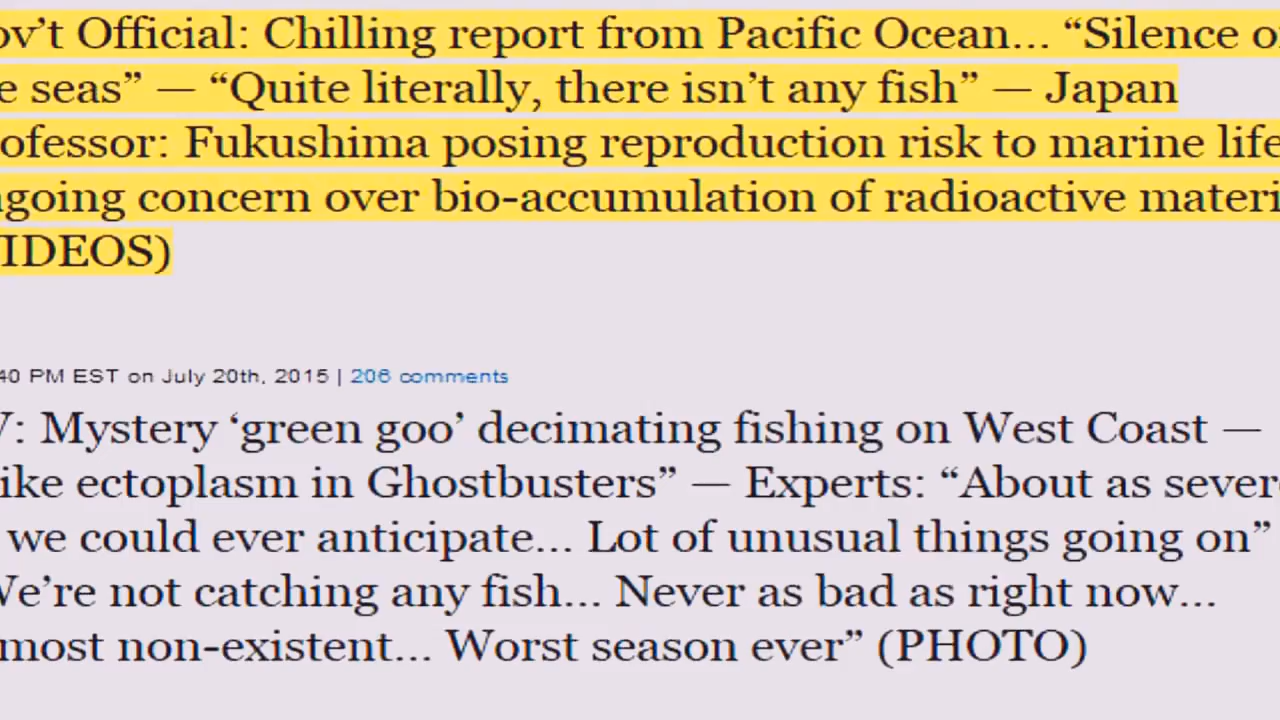 ov’t Official: Chilling report from Pacific Ocean… “Silence o
e seas” — “Quite literally, there isn’t any fish” — Japan
ofessor: Fukushima posing reproduction risk to marine life
going concern over bio-accumulation of radioactive materi
IDEOS)
40 PM EST on July 20th, 2015 | 206 comments
V: Mystery ‘green goo’ decimating fishing on West Coast —
ike ectoplasm in Ghostbusters” — Experts: “About as sever
we could ever anticipate… Lot of unusual things going on”
We’re not catching any fish… Never as bad as right now…
most non-existent… Worst season ever” (PHOTO)